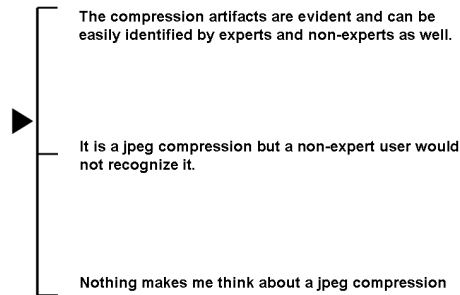 The compression artifacts are evident and can be
easily identified by experts and non-experts as well.
It is a jpeg compression but a non-expert user would
not recognize it.
Nothing makes me think about a jpeg compression